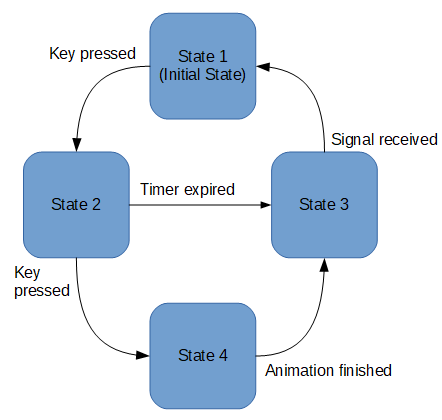 Key pressed
State 1
(Initial State)
Signal received
State 2
Timer expired
State 3
Key
pressed
State 4
Animation finished